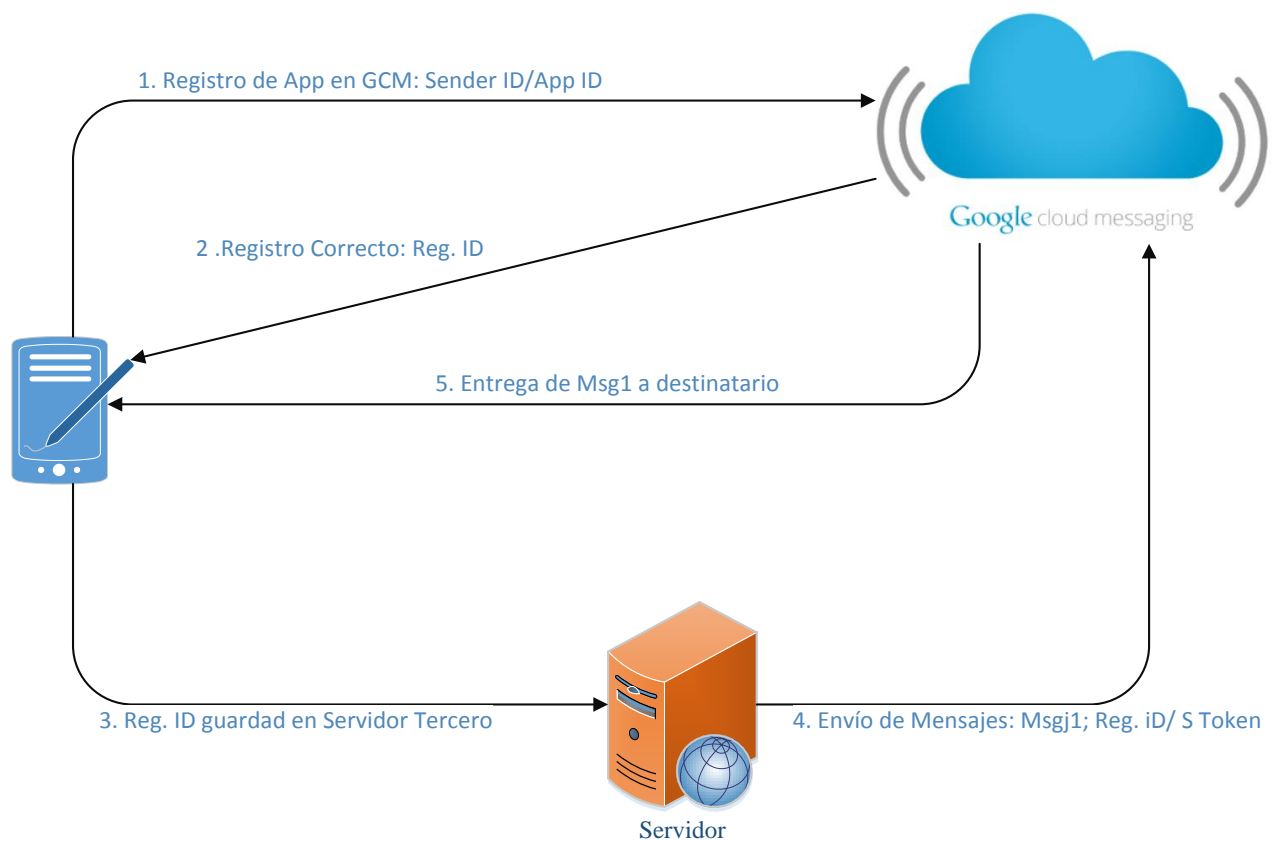 1. Registro de App en GCM: Sender ID/App ID
Google cloud messaging
2 .Registro Correcto: Reg. ID
5. Entrega de Msg1 a destinatario
3. Reg. ID guardad en Servidor Tercero
4. Envío de Mensajes: Msgj1; Reg. iD/ S Token
Servidor